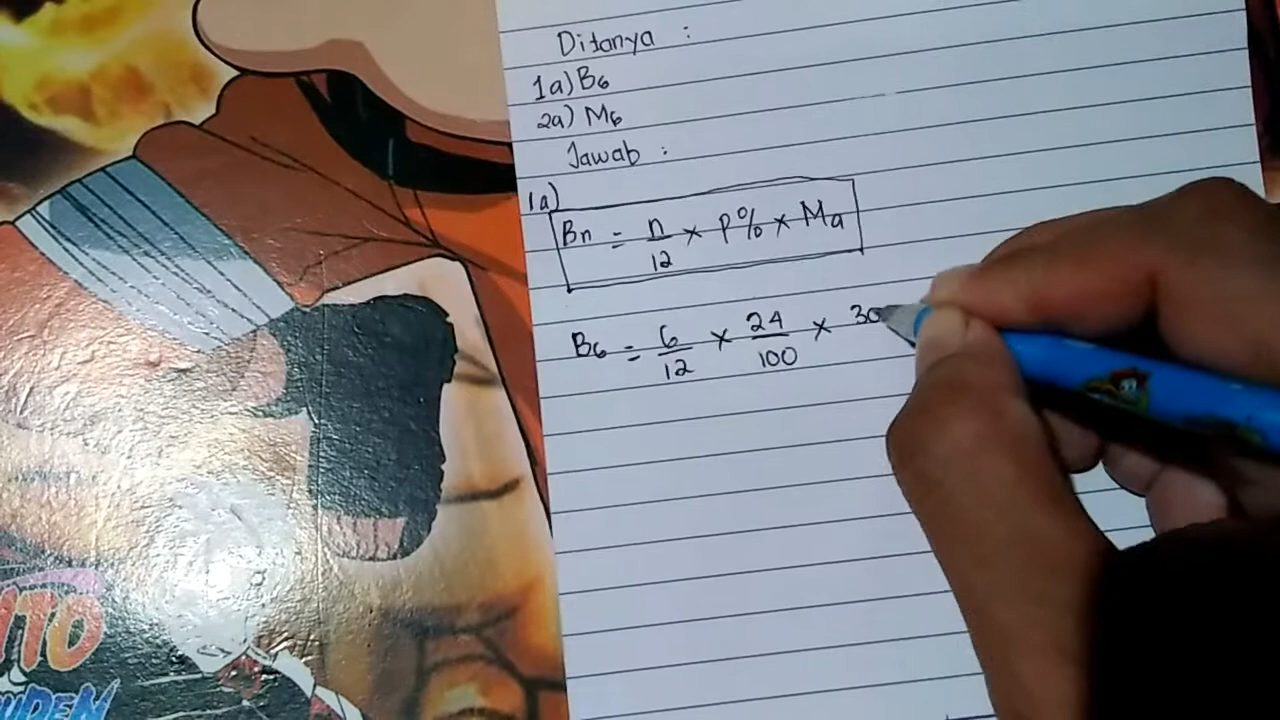 Ditanya :
1a) B6
2a) M6
Jawab :
1a)
Bn = n/12 × P% × Ma
B6 = 6/12 × 24/100 × 30